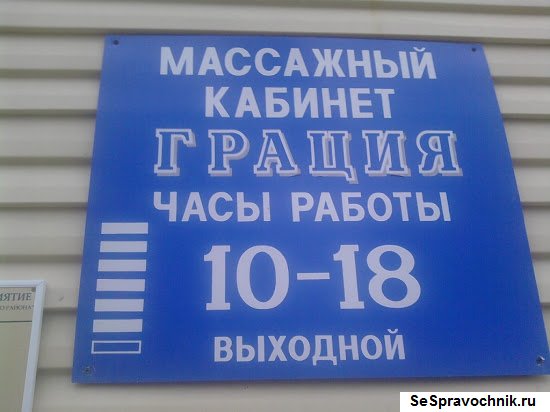 МАССАЖНЫЙ
КАБИНЕТ
ГРАЦИЯ
ЧАСЫ РАБОТЫ
10-18
ВЫХОДНОЙ
SeSpravochnik.ru